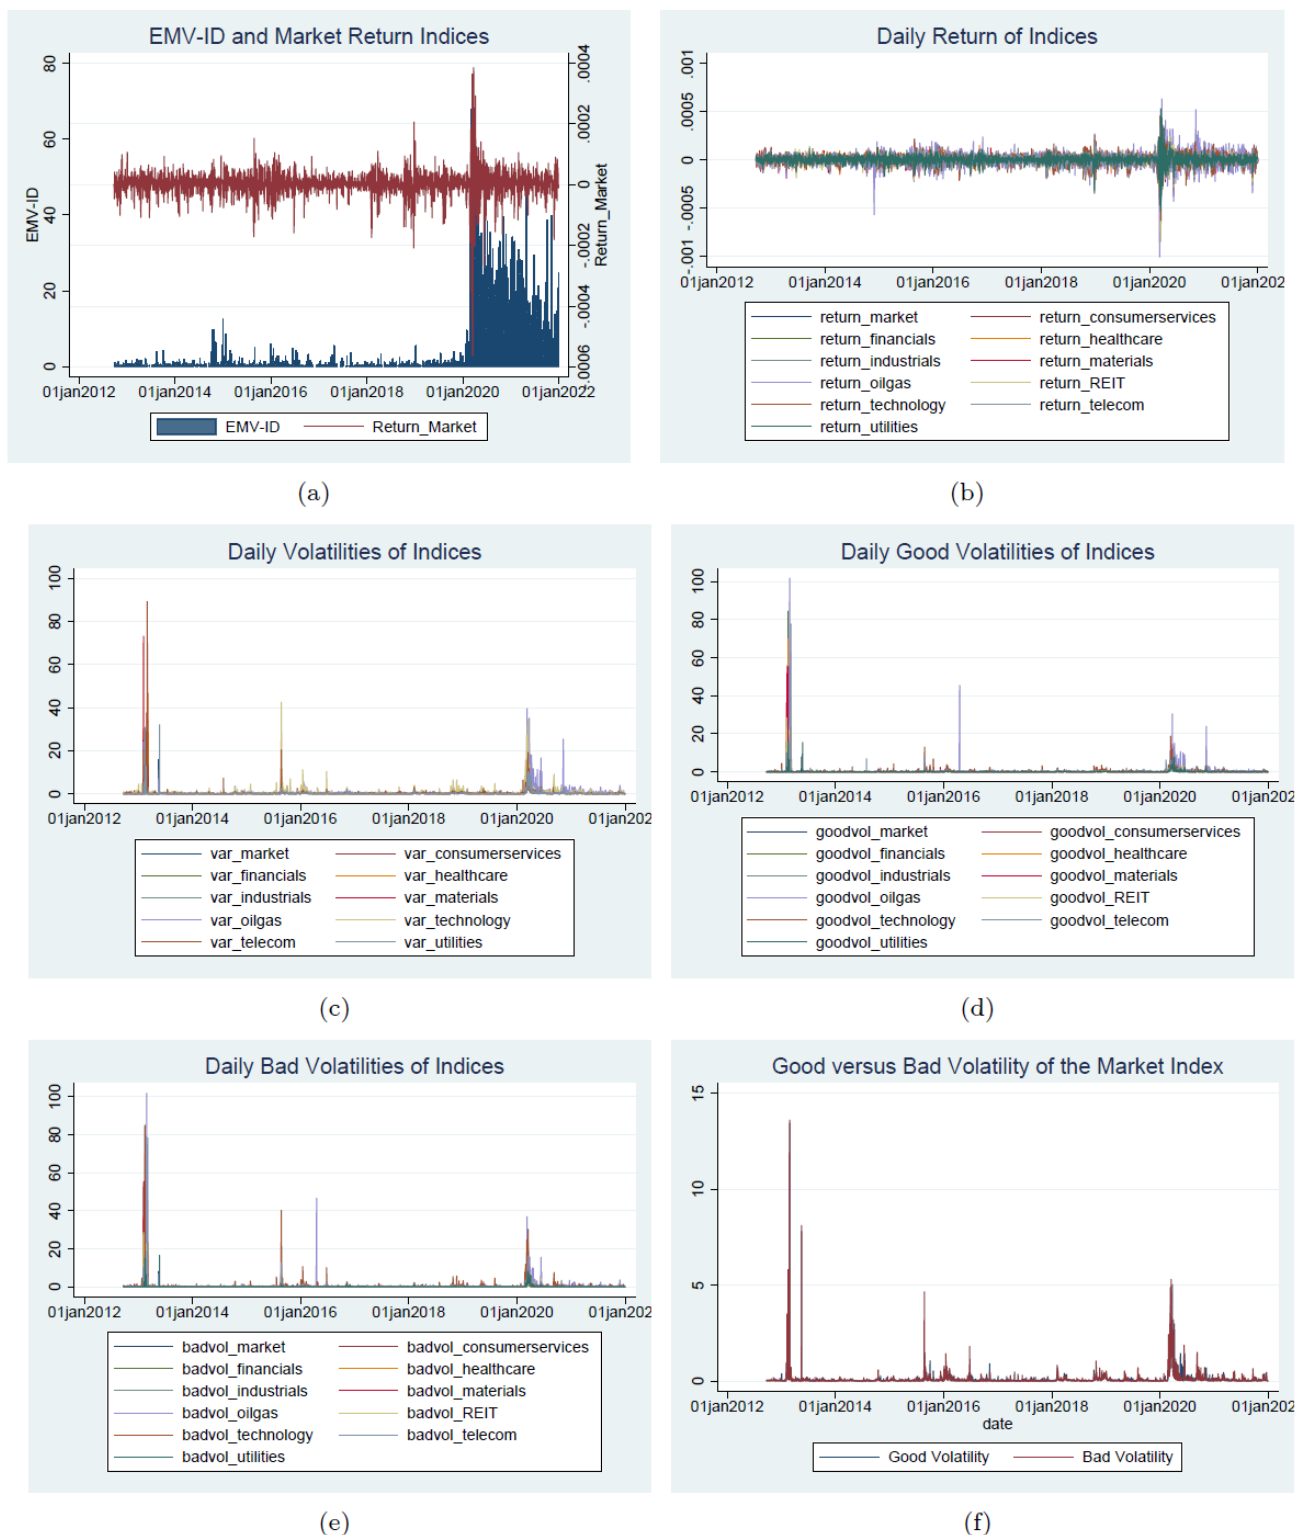 EMV-ID and Market Return Indices
80
60
40
20
0
EMV-ID
.0004
.0002
0
-.0002
-.0004
-.0006
Return_Market
01jan2012 01jan2014 01jan2016 01jan2018 01jan2020 01jan2022
EMV-ID Return_Market
(a)
Daily Return of Indices
.001
.0005
0
-.0005
-.001
01jan2012 01jan2014 01jan2016 01jan2018 01jan2020 01jan202
return_market return_consumerservices
return_financials return_healthcare
return_industrials return_materials
return_oilgas return_REIT
return_technology return_telecom
return_utilities
(b)
Daily Volatilities of Indices
100
80
60
40
20
0
01jan2012 01jan2014 01jan2016 01jan2018 01jan2020 01jan202
var_market var_consumerservices
var_financials var_healthcare
var_industrials var_materials
var_oilgas var_technology
var_telecom var_utilities
(c)
Daily Good Volatilities of Indices
100
80
60
40
20
0
01jan2012 01jan2014 01jan2016 01jan2018 01jan2020 01jan202
goodvol_market goodvol_consumerservices
goodvol_financials goodvol_healthcare
goodvol_industrials goodvol_materials
goodvol_oilgas goodvol_REIT
goodvol_technology goodvol_telecom
goodvol_utilities
(d)
Daily Bad Volatilities of Indices
100
80
60
40
20
0
01jan2012 01jan2014 01jan2016 01jan2018 01jan2020 01jan202
badvol_market badvol_consumerservices
badvol_financials badvol_healthcare
badvol_industrials badvol_materials
badvol_oilgas badvol_REIT
badvol_technology badvol_telecom
badvol_utilities
(e)
Good versus Bad Volatility of the Market Index
15
10
5
0
01jan2012 01jan2014 01jan2016 01jan2018 01jan2020 01jan202
date
Good Volatility Bad Volatility
(f)